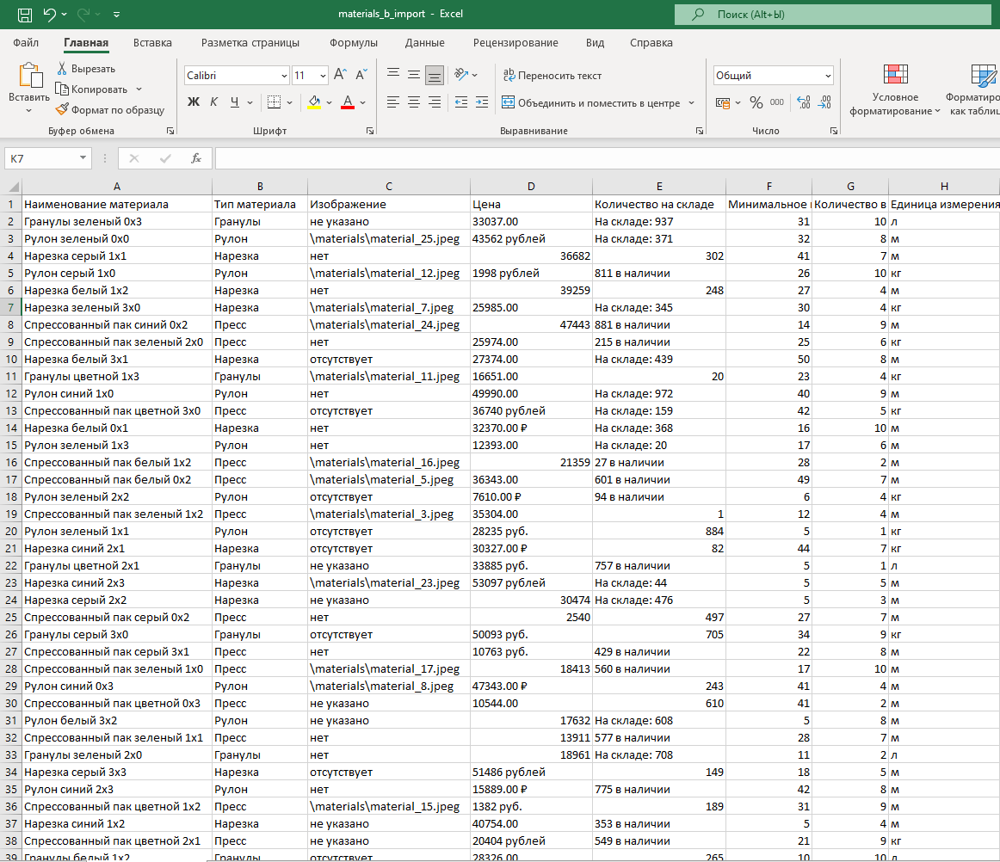 materials_b_import - Excel
Поиск (Alt+Ы)
Файл Главная Вставка Разметка страницы Формулы Данные Рецензирование Вид Справка
Вставить
Вырезать
Копировать
Формат по образцу
Буфер обмена
Calibri 11
Ж К Ч
Шрифт
Переносить текст
Объединить и поместить в центре
Выравнивание
Общий
% 000
Число
Условное форматирование
Форматиро
как таблиц
K7
fx
A B C D E F G H
1 Наименование материала Тип материала Изображение Цена Количество на складе Минимальное Количество в Единица измерения
2 Гранулы зеленый 0x3 Гранулы не указано 33037.00 На складе: 937 31 10 л
3 Рулон зеленый 0x0 Рулон \materials\material_25.jpeg 43562 рублей На складе: 371 32 8 м
4 Нарезка серый 1x1 Нарезка нет 36682 302 41 7 м
5 Рулон серый 1x0 Рулон \materials\material_12.jpeg 1998 рублей 811 в наличии 26 10 кг
6 Нарезка белый 1x2 Нарезка нет 39259 248 27 4 м
7 Нарезка зеленый 3x0 Нарезка \materials\material_7.jpeg 25985.00 На складе: 345 30 4 кг
8 Спрессованный пак синий 0x2 Пресс \materials\material_24.jpeg 47443 881 в наличии 14 9 м
9 Спрессованный пак зеленый 2x0 Пресс нет 25974.00 215 в наличии 25 6 кг
10 Нарезка белый 3x1 Нарезка отсутствует 27374.00 На складе: 439 50 8 м
11 Гранулы цветной 1x3 Гранулы \materials\material_11.jpeg 16651.00 20 23 4 кг
12 Рулон синий 1x0 Рулон нет 49990.00 На складе: 972 40 9 м
13 Спрессованный пак цветной 3x0 Пресс отсутствует 36740 рублей На складе: 159 42 5 кг
14 Нарезка белый 0x1 Нарезка нет 32370.00 ₽ На складе: 368 16 10 м
15 Рулон зеленый 1x3 Рулон нет 12393.00 На складе: 20 17 6 м
16 Спрессованный пак белый 1x2 Пресс \materials\material_16.jpeg 21359 27 в наличии 28 2 м
17 Спрессованный пак белый 0x2 Пресс \materials\material_5.jpeg 36343.00 601 в наличии 49 7 м
18 Рулон зеленый 2x2 Рулон отсутствует 7610.00 ₽ 94 в наличии 6 4 кг
19 Спрессованный пак зеленый 1x2 Пресс \materials\material_3.jpeg 35304.00 1 12 4 м
20 Рулон зеленый 1x1 Рулон отсутствует 28235 руб. 884 5 1 кг
21 Нарезка синий 2x1 Нарезка отсутствует 30327.00 ₽ 82 44 7 кг
22 Гранулы цветной 2x1 Гранулы не указано 33885 руб. 757 в наличии 5 1 л
23 Нарезка синий 2x3 Нарезка \materials\material_23.jpeg 53097 рублей На складе: 44 5 5 м
24 Нарезка серый 2x2 Нарезка не указано 30474 На складе: 476 5 3 м
25 Спрессованный пак серый 0x2 Пресс нет 2540 497 27 7 м
26 Гранулы серый 3x0 Гранулы отсутствует 50093 руб. 705 34 9 кг
27 Спрессованный пак серый 3x1 Пресс нет 10763 руб. 429 в наличии 22 8 м
28 Спрессованный пак зеленый 1x0 Пресс \materials\material_17.jpeg 18413 560 в наличии 17 10 м
29 Рулон синий 0x3 Рулон \materials\material_8.jpeg 47343.00 ₽ 243 41 4 м
30 Спрессованный пак цветной 0x3 Пресс не указано 10544.00 610 41 2 м
31 Рулон белый 3x2 Рулон не указано 17632 На складе: 608 5 8 м
32 Спрессованный пак зеленый 1x1 Пресс нет 13911 577 в наличии 28 7 м
33 Гранулы зеленый 2x0 Гранулы нет 18961 На складе: 708 11 2 л
34 Нарезка серый 3x3 Нарезка отсутствует 51486 рублей 149 18 5 м
35 Рулон синий 2x3 Рулон нет 15889.00 ₽ 775 в наличии 42 8 м
36 Спрессованный пак цветной 1x2 Пресс \materials\material_15.jpeg 1382 руб. 189 31 9 м
37 Нарезка синий 1x2 Нарезка не указано 40754.00 353 в наличии 5 4 м
38 Спрессованный пак цветной 2x1 Пресс не указано 20404 рублей 549 в наличии 21 9 кг
39 Гранулы белый 1x2 Гранулы отсутствует 28326.00 265 10 10 л